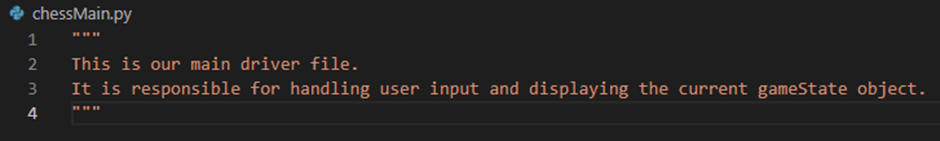 chessMain.py
1 """
2 This is our main driver file.
3 It is responsible for handling user input and displaying the current gameState object.
4 """